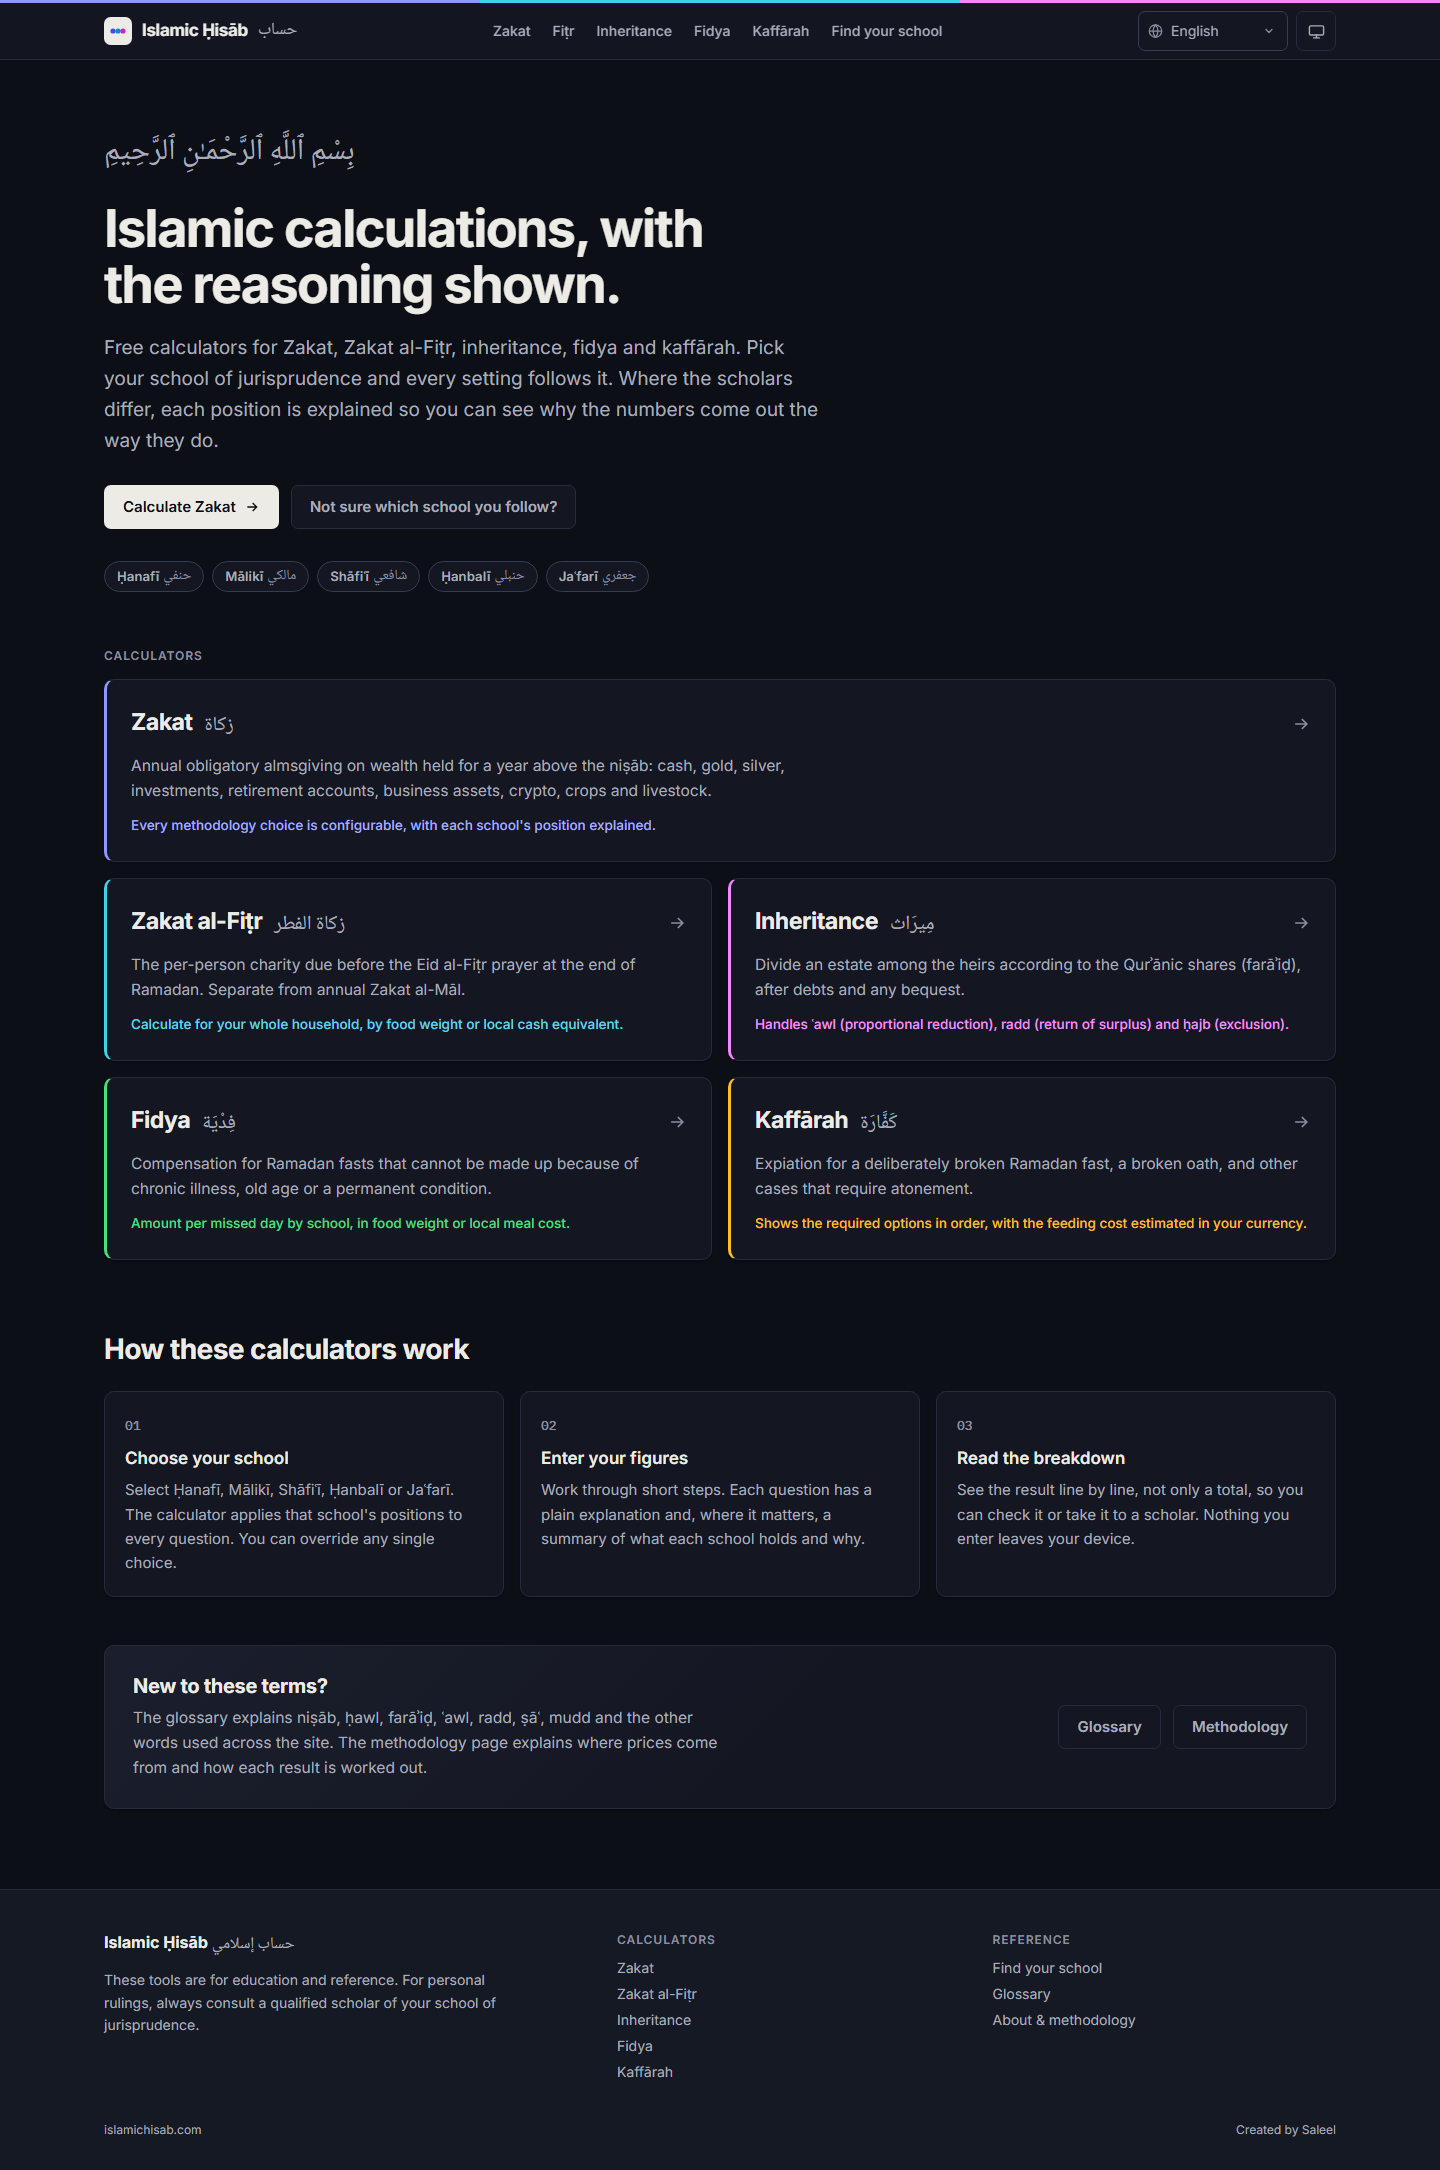 Islamic Ḥisāb حساب
Zakat Fiṭr Inheritance Fidya Kaffārah Find your school
English
بِسْمِ ٱللَّهِ ٱلرَّحْمَـٰنِ ٱلرَّحِيمِ
Islamic calculations, with
the reasoning shown.
Free calculators for Zakat, Zakat al-Fiṭr, inheritance, fidya and kaffārah. Pick
your school of jurisprudence and every setting follows it. Where the scholars
differ, each position is explained so you can see why the numbers come out the
way they do.
Calculate Zakat →
Not sure which school you follow?
Ḥanafī حنفي
Mālikī مالكي
Shāfiʿī شافعي
Ḥanbalī حنبلي
Jaʿfarī جعفري
CALCULATORS
Zakat زكاة →
Annual obligatory almsgiving on wealth held for a year above the niṣāb: cash, gold, silver,
investments, retirement accounts, business assets, crypto, crops and livestock.
Every methodology choice is configurable, with each school's position explained.
Zakat al-Fiṭr زكاة الفطر →
The per-person charity due before the Eid al-Fiṭr prayer at the end of
Ramadan. Separate from annual Zakat al-Māl.
Calculate for your whole household, by food weight or local cash equivalent.
Inheritance مِيرَاث →
Divide an estate among the heirs according to the Qurʾānic shares (farāʾiḍ),
after debts and any bequest.
Handles ʿawl (proportional reduction), radd (return of surplus) and ḥajb (exclusion).
Fidya فِدْيَة →
Compensation for Ramadan fasts that cannot be made up because of
chronic illness, old age or a permanent condition.
Amount per missed day by school, in food weight or local meal cost.
Kaffārah كَفَّارَة →
Expiation for a deliberately broken Ramadan fast, a broken oath, and other
cases that require atonement.
Shows the required options in order, with the feeding cost estimated in your currency.
How these calculators work
01
Choose your school
Select Ḥanafī, Mālikī, Shāfiʿī, Ḥanbalī or Jaʿfarī.
The calculator applies that school's positions to
every question. You can override any single
choice.
02
Enter your figures
Work through short steps. Each question has a
plain explanation and, where it matters, a
summary of what each school holds and why.
03
Read the breakdown
See the result line by line, not only a total, so you
can check it or take it to a scholar. Nothing you
enter leaves your device.
New to these terms?
The glossary explains niṣāb, ḥawl, farāʾiḍ, ʿawl, radd, ṣāʿ, mudd and the other
words used across the site. The methodology page explains where prices come
from and how each result is worked out.
Glossary
Methodology
Islamic Ḥisāb حساب إسلامي
These tools are for education and reference. For personal
rulings, always consult a qualified scholar of your school of
jurisprudence.
CALCULATORS
Zakat
Zakat al-Fiṭr
Inheritance
Fidya
Kaffārah
REFERENCE
Find your school
Glossary
About & methodology
islamichisab.com
Created by Saleel